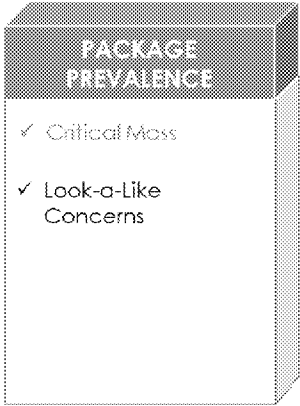 PACKAGE
PREVALENCE
✓ Critical Mass
✓ Look-a-Like
Concerns